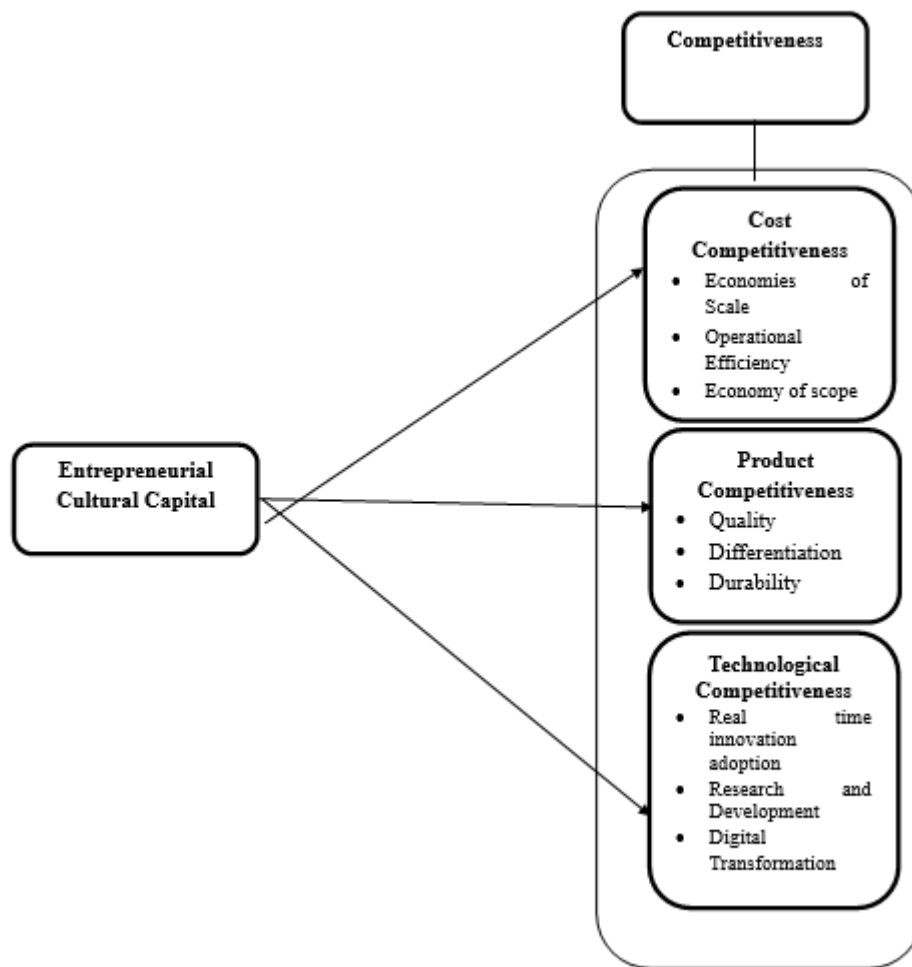 Competitiveness
Cost
Competitiveness
• Economies of
Scale
• Operational
Efficiency
• Economy of scope
Entrepreneurial
Cultural Capital
Product
Competitiveness
• Quality
• Differentiation
• Durability
Technological
Competitiveness
• Real time
innovation
adoption
• Research and
Development
• Digital
Transformation